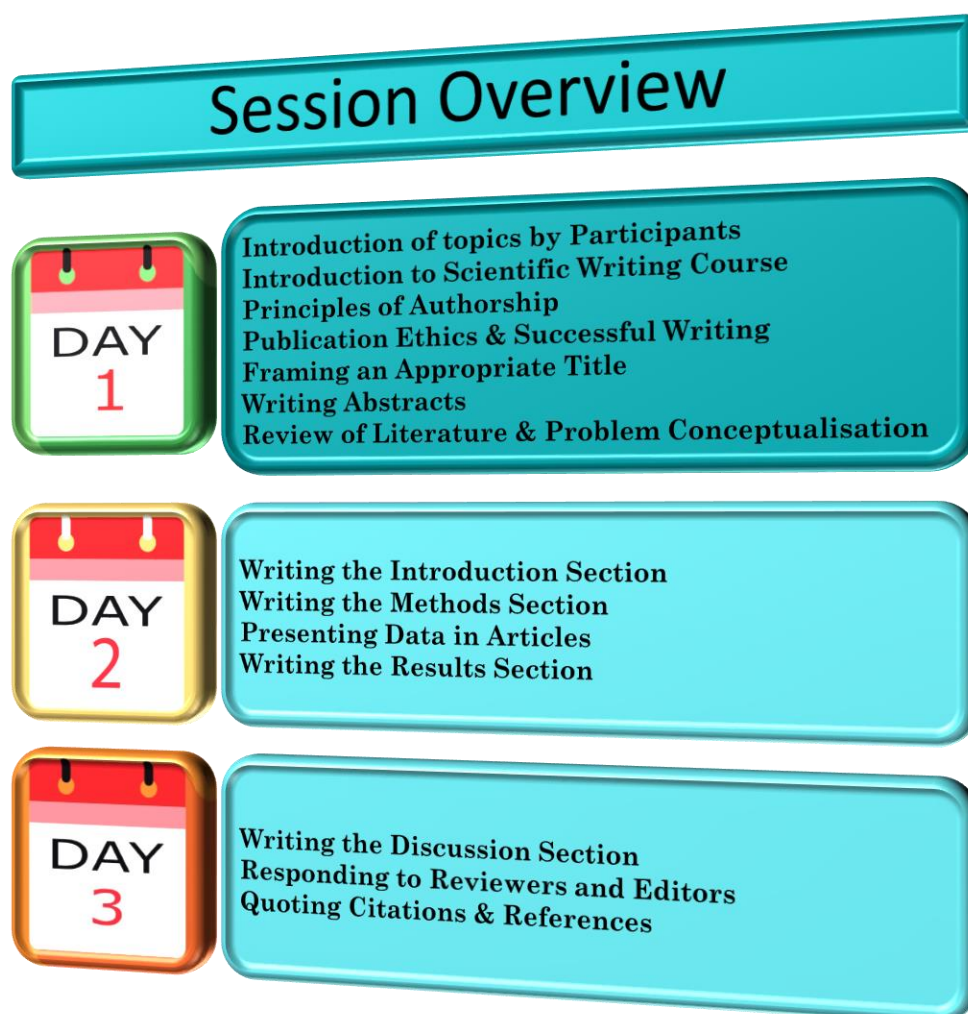 Session Overview
DAY
1
Introduction of topics by Participants
Introduction to Scientific Writing Course
Principles of Authorship
Publication Ethics & Successful Writing
Framing an Appropriate Title
Writing Abstracts
Review of Literature & Problem Conceptualisation
DAY
2
Writing the Introduction Section
Writing the Methods Section
Presenting Data in Articles
Writing the Results Section
DAY
3
Writing the Discussion Section
Responding to Reviewers and Editors
Quoting Citations & References